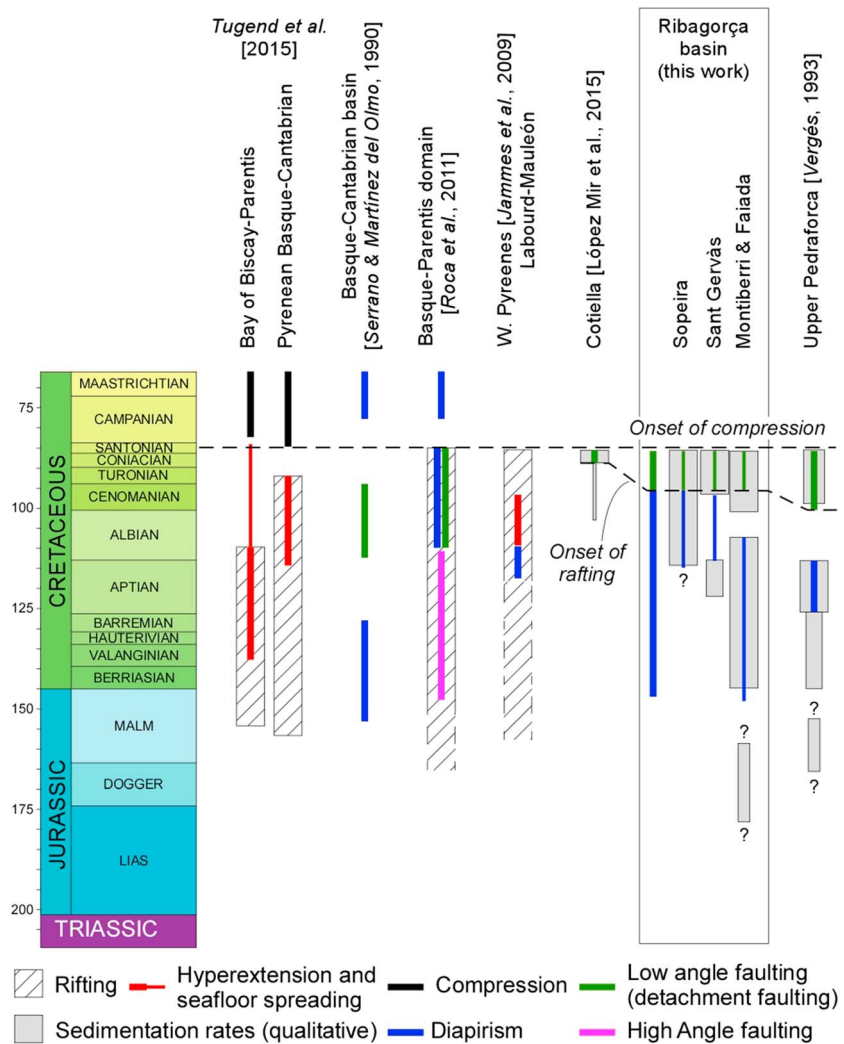 Tugend et al.
[2015]
Bay of Biscay-Parentis
Pyrenean Basque-Cantabrian
Basque-Cantabrian basin
[Serrano & Martínez del Olmo, 1990]
Basque-Parentis domain
[Roca et al., 2011]
W. Pyreenes [Jammes et al., 2009]
Labourd-Mauleón
Cotiella [López Mir et al., 2015]
Ribagorça
basin
(this work)
Sopeira
Sant Gervàs
Montiberri & Faiada
Upper Pedraforca [Vergés, 1993]
75
100
125
150
175
200
CRETACEOUS
JURASSIC
TRIASSIC
MAASTRICHTIAN
CAMPANIAN
SANTONIAN
CONIACIAN
TURONIAN
CENOMANIAN
ALBIAN
APTIAN
BARREMIAN
HAUTERIVIAN
VALANGINIAN
BERRIASIAN
MALM
DOGGER
LIAS
Onset of compression
Onset of
rafting
?
?
?
?
?
Rifting
Hyperextension and
seafloor spreading
Compression
Low angle faulting
(detachment faulting)
Sedimentation rates (qualitative)
Diapirism
High Angle faulting